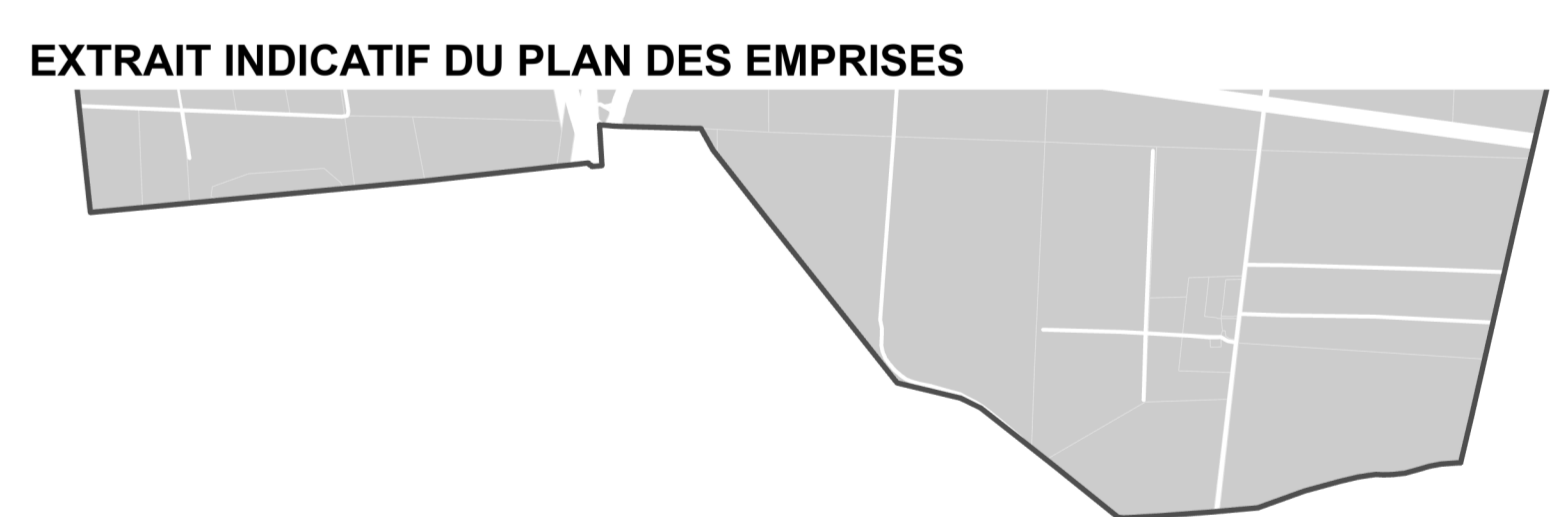 EXTRAIT INDICATIF DU PLAN DES EMPRISES